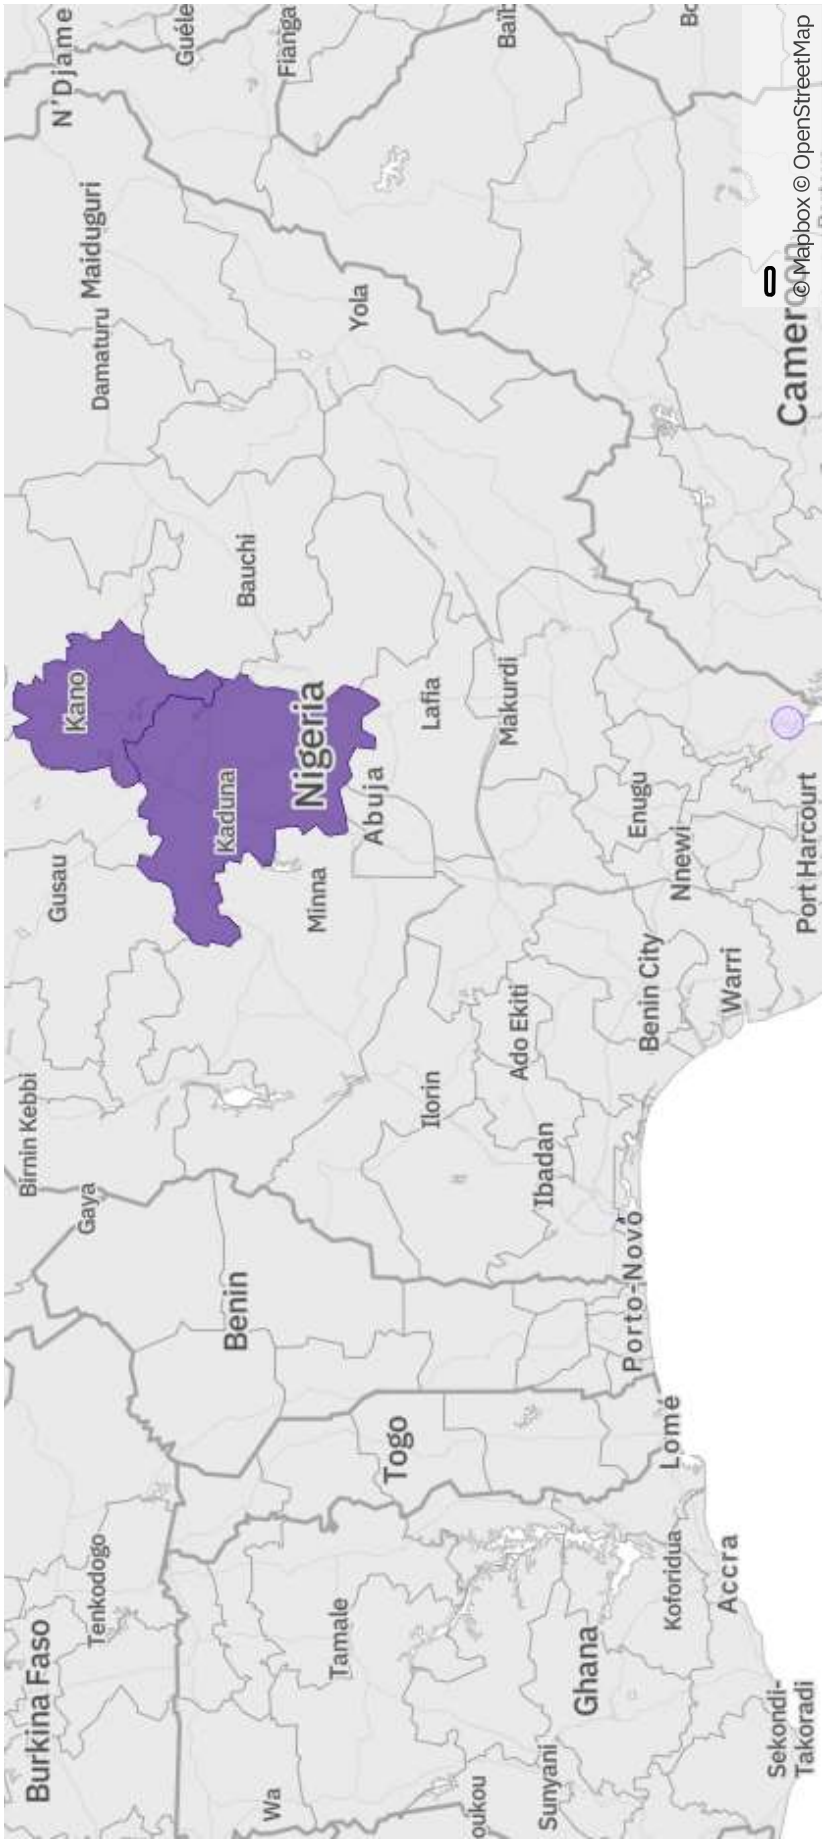 Burkina Faso
Birnin Kebbi
Gusau
Kano
N'Djame
Tenkodogo
Gaya
Damaturu
Maiduguri
Guéle
Benin
Kaduna
Bauchi
Wa
Minna
Nigeria
Fianga
Tamale
Abuja
Yola
Togo
Ilorin
Lafia
oukou
Ado Ekiti
Makurdi
Sunyani
Ibadan
Ghana
Porto-Novo
Benin City
Enugu
Koforidua
Lomé
Nnewi
Accra
Warri
Sekondi-
Takoradi
Port Harcourt
Cameroon
© Mapbox © OpenStreetMap